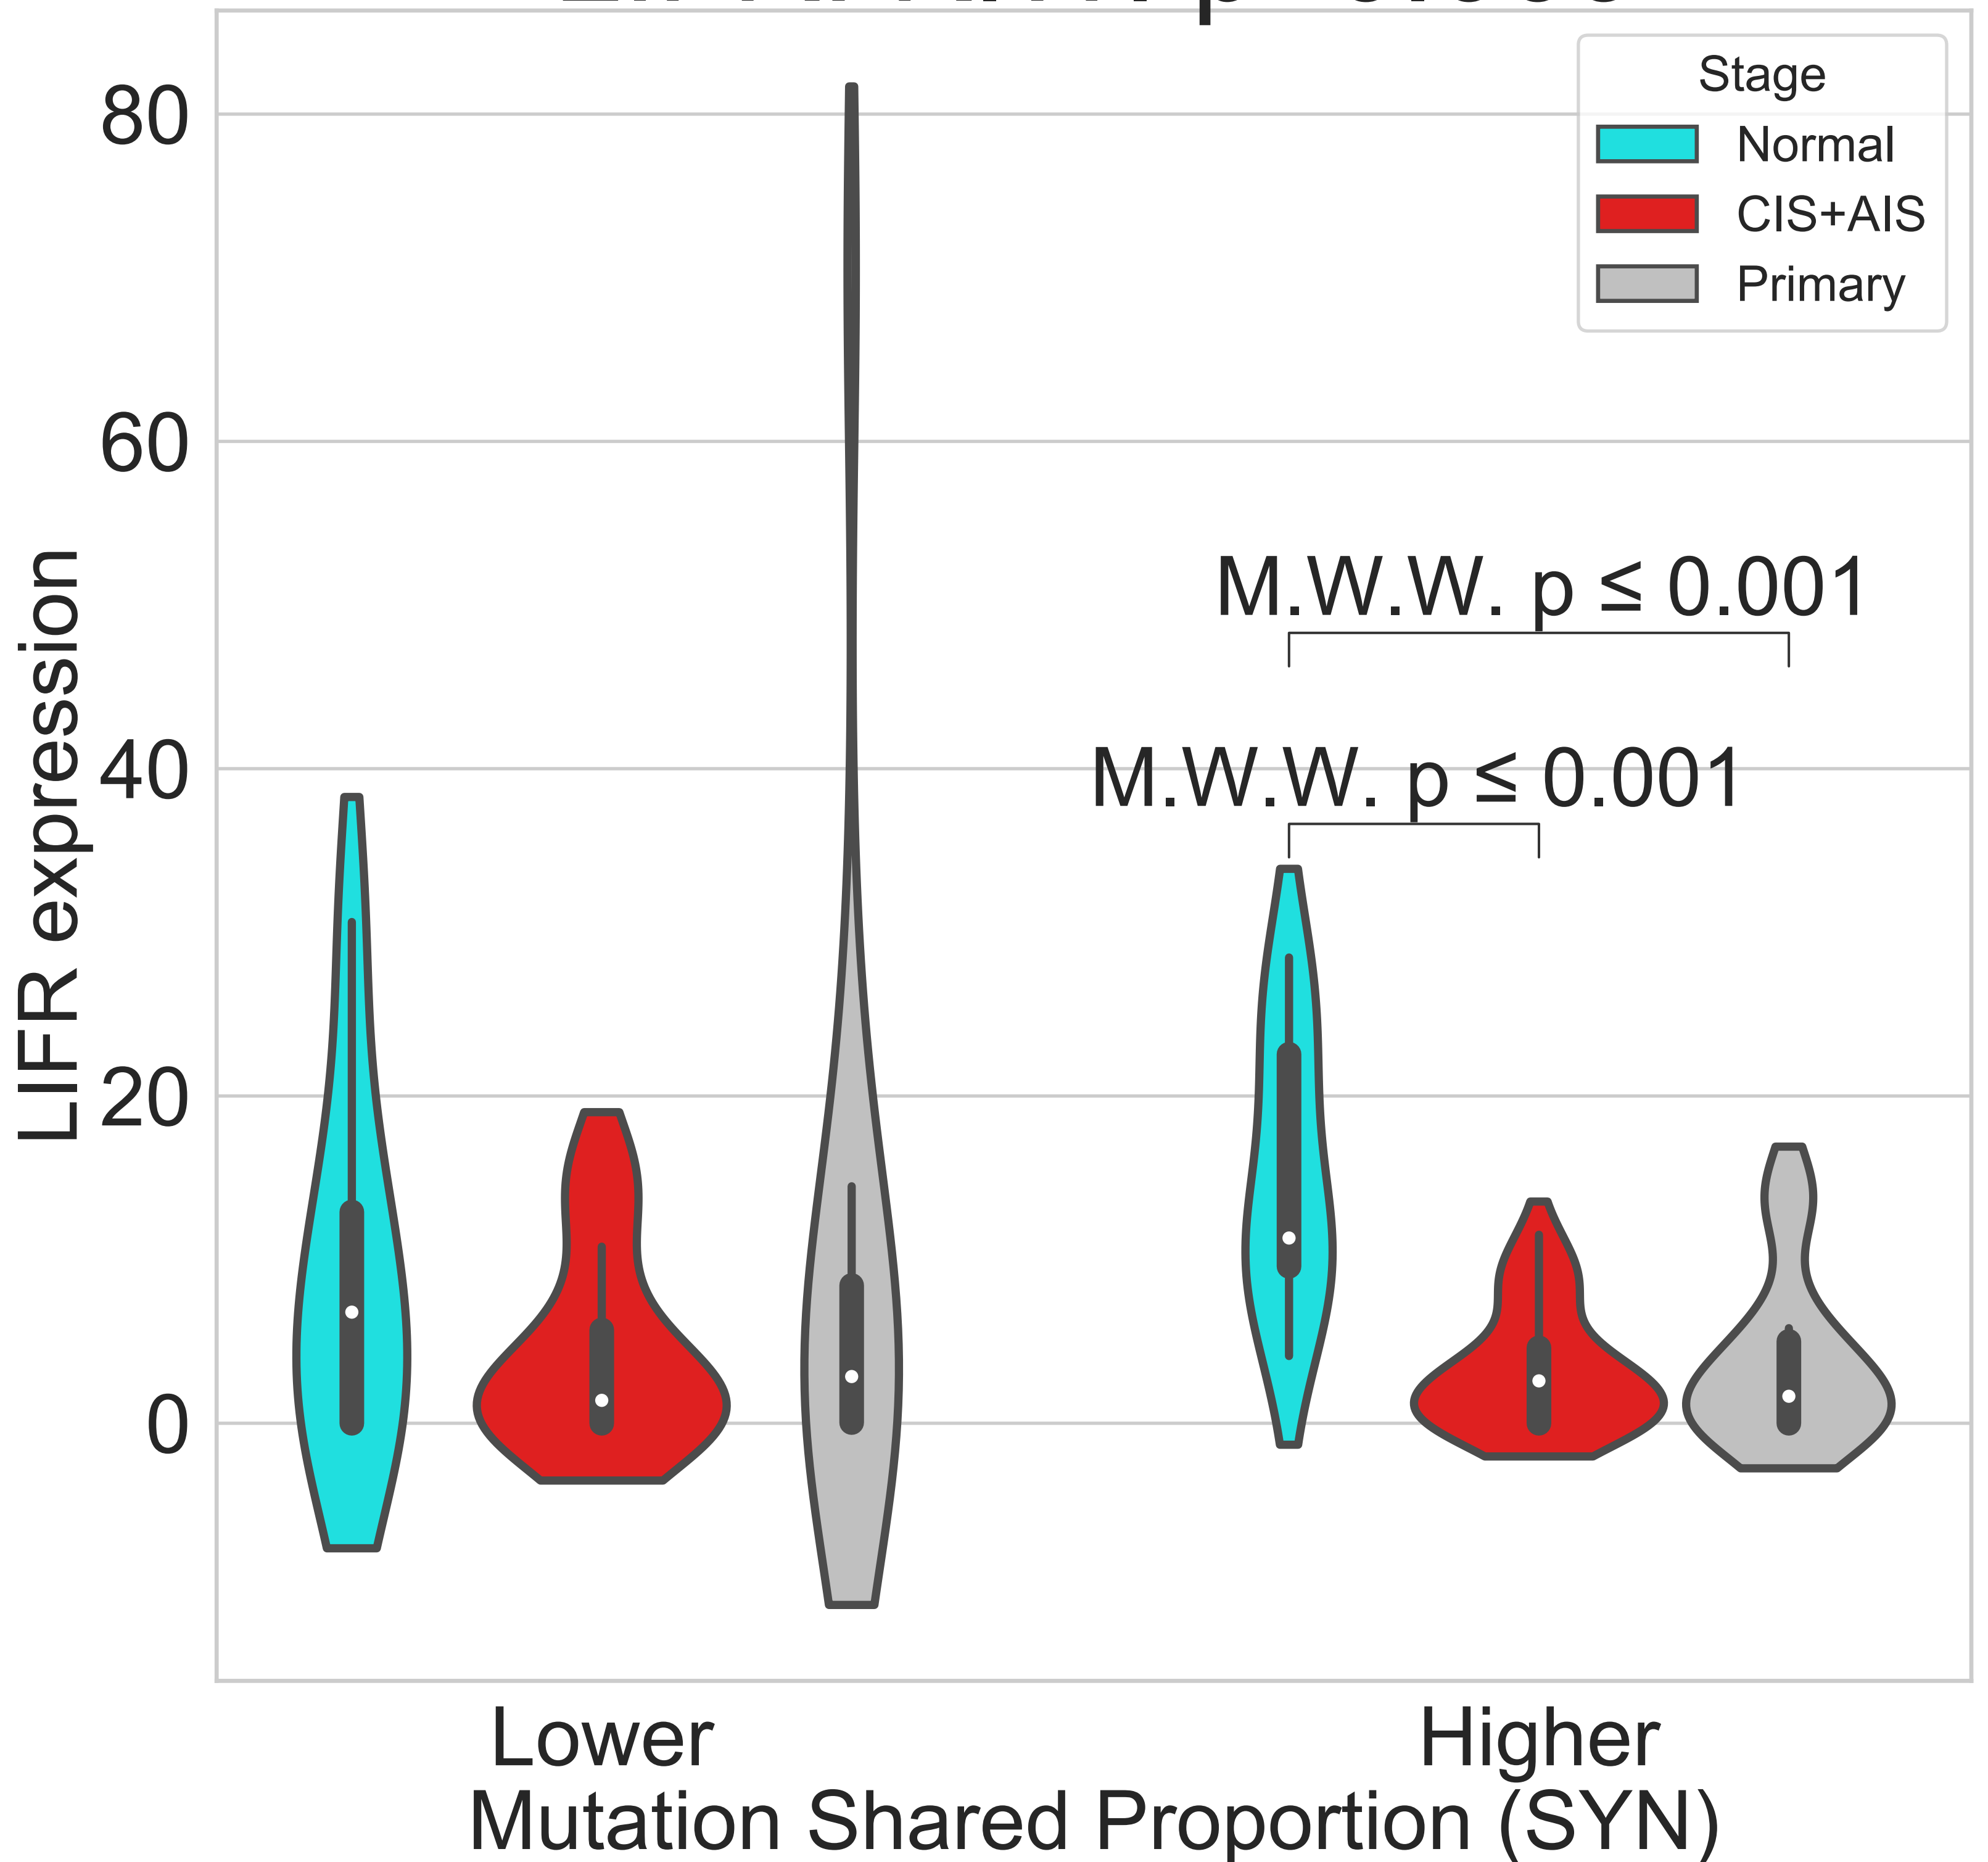 Stage
Normal
CIS+AIS
Primary
80
60
40
20
0
LIFR expression
M.W.W. p ≤ 0.001
M.W.W. p ≤ 0.001
Lower
Higher
Mutation Shared Proportion (SYN)